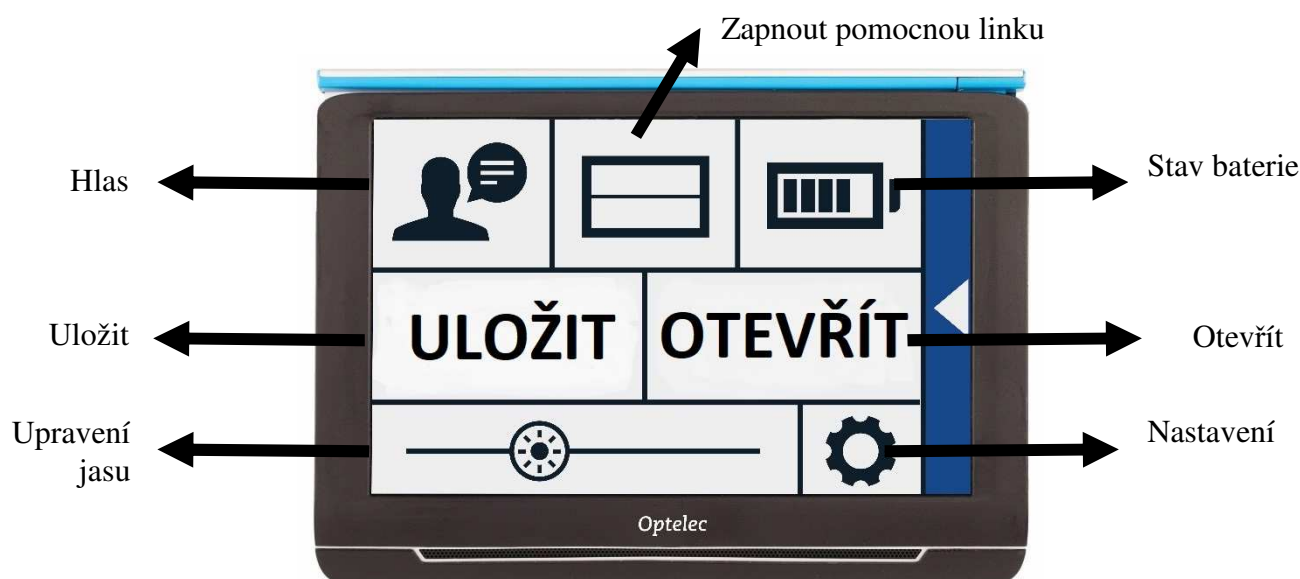 Zapnout pomocnou linku
Hlas
Stav baterie
ULOŽIT
OTEVŘÍT
Uložit
Otevřít
Upravení
jasu
Nastavení
Optelec